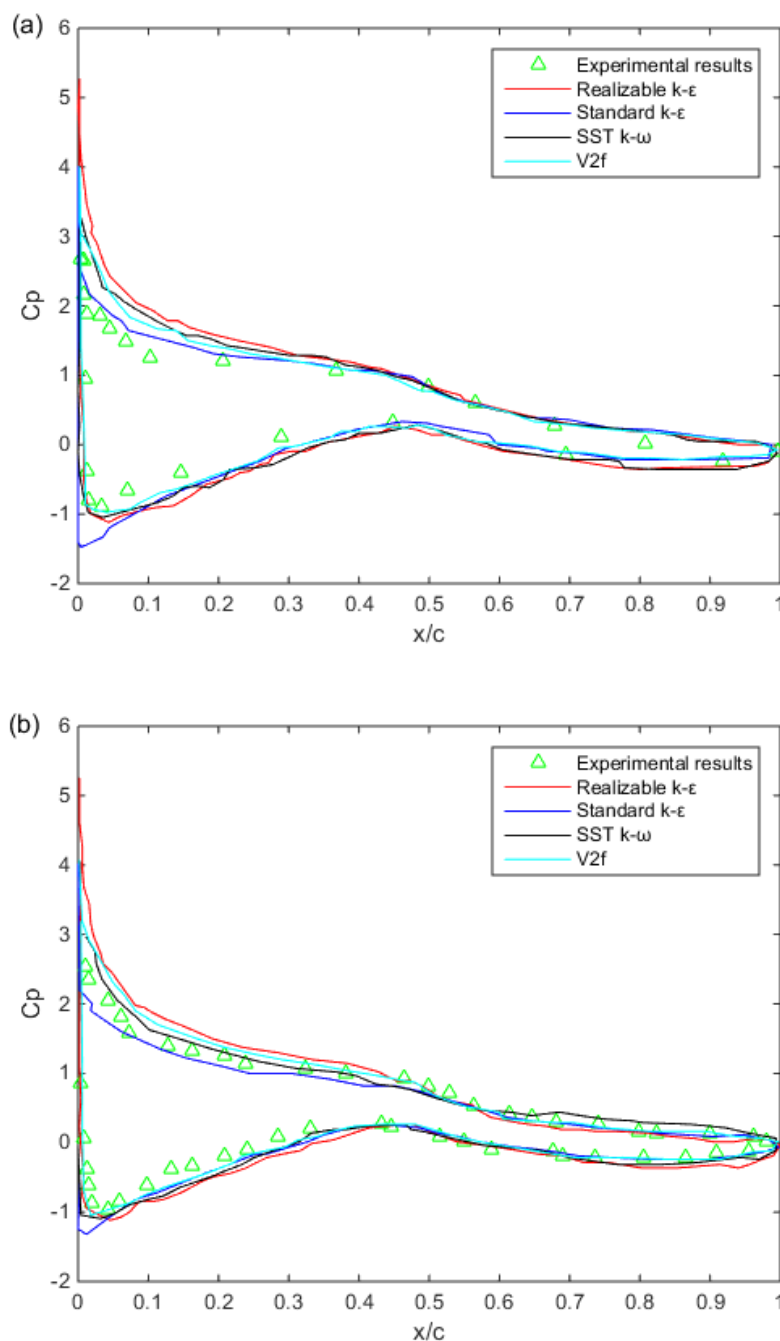 (a)
6
5
4
3
2
1
0
-1
-2
Cp
0 0.1 0.2 0.3 0.4 0.5 0.6 0.7 0.8 0.9 1
x/c
Experimental results
Realizable k-ε
Standard k-ε
SST k-ω
V2f
(b)
6
5
4
3
2
1
0
-1
-2
Cp
0 0.1 0.2 0.3 0.4 0.5 0.6 0.7 0.8 0.9 1
x/c
Experimental results
Realizable k-ε
Standard k-ε
SST k-ω
V2f